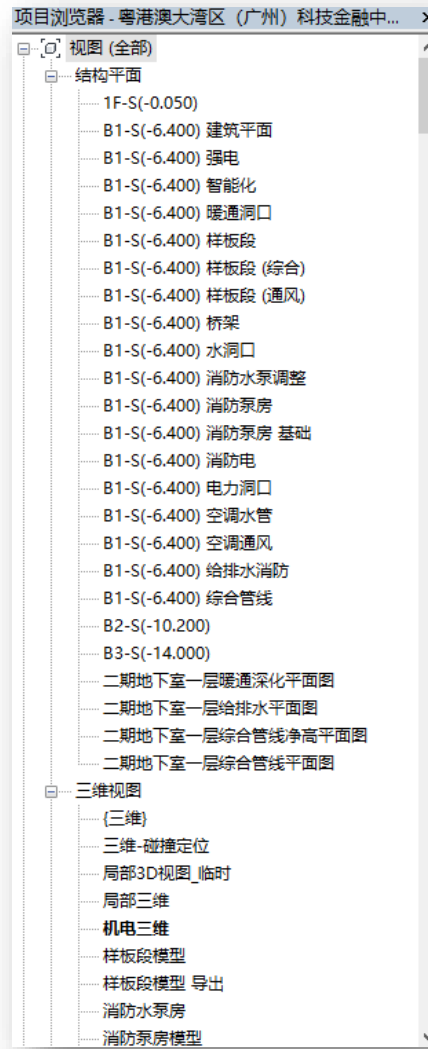 项目浏览器 - 粤港澳大湾区（广州）科技金融中...
视图 (全部)
结构平面
1F-S(-0.050)
B1-S(-6.400) 建筑平面
B1-S(-6.400) 强电
B1-S(-6.400) 智能化
B1-S(-6.400) 暖通洞口
B1-S(-6.400) 样板段
B1-S(-6.400) 样板段 (综合)
B1-S(-6.400) 样板段 (通风)
B1-S(-6.400) 桥架
B1-S(-6.400) 水洞口
B1-S(-6.400) 消防水泵调整
B1-S(-6.400) 消防泵房
B1-S(-6.400) 消防泵房 基础
B1-S(-6.400) 消防电
B1-S(-6.400) 电力洞口
B1-S(-6.400) 空调水管
B1-S(-6.400) 空调通风
B1-S(-6.400) 给排水消防
B1-S(-6.400) 综合管线
B2-S(-10.200)
B3-S(-14.000)
二期地下室一层暖通深化平面图
二期地下室一层给排水平面图
二期地下室一层综合管线净高平面图
二期地下室一层综合管线平面图
三维视图
{三维}
三维-碰撞定位
局部3D视图_临时
局部三维
机电三维
样板段模型
样板段模型 导出
消防水泵房
消防泵房模型